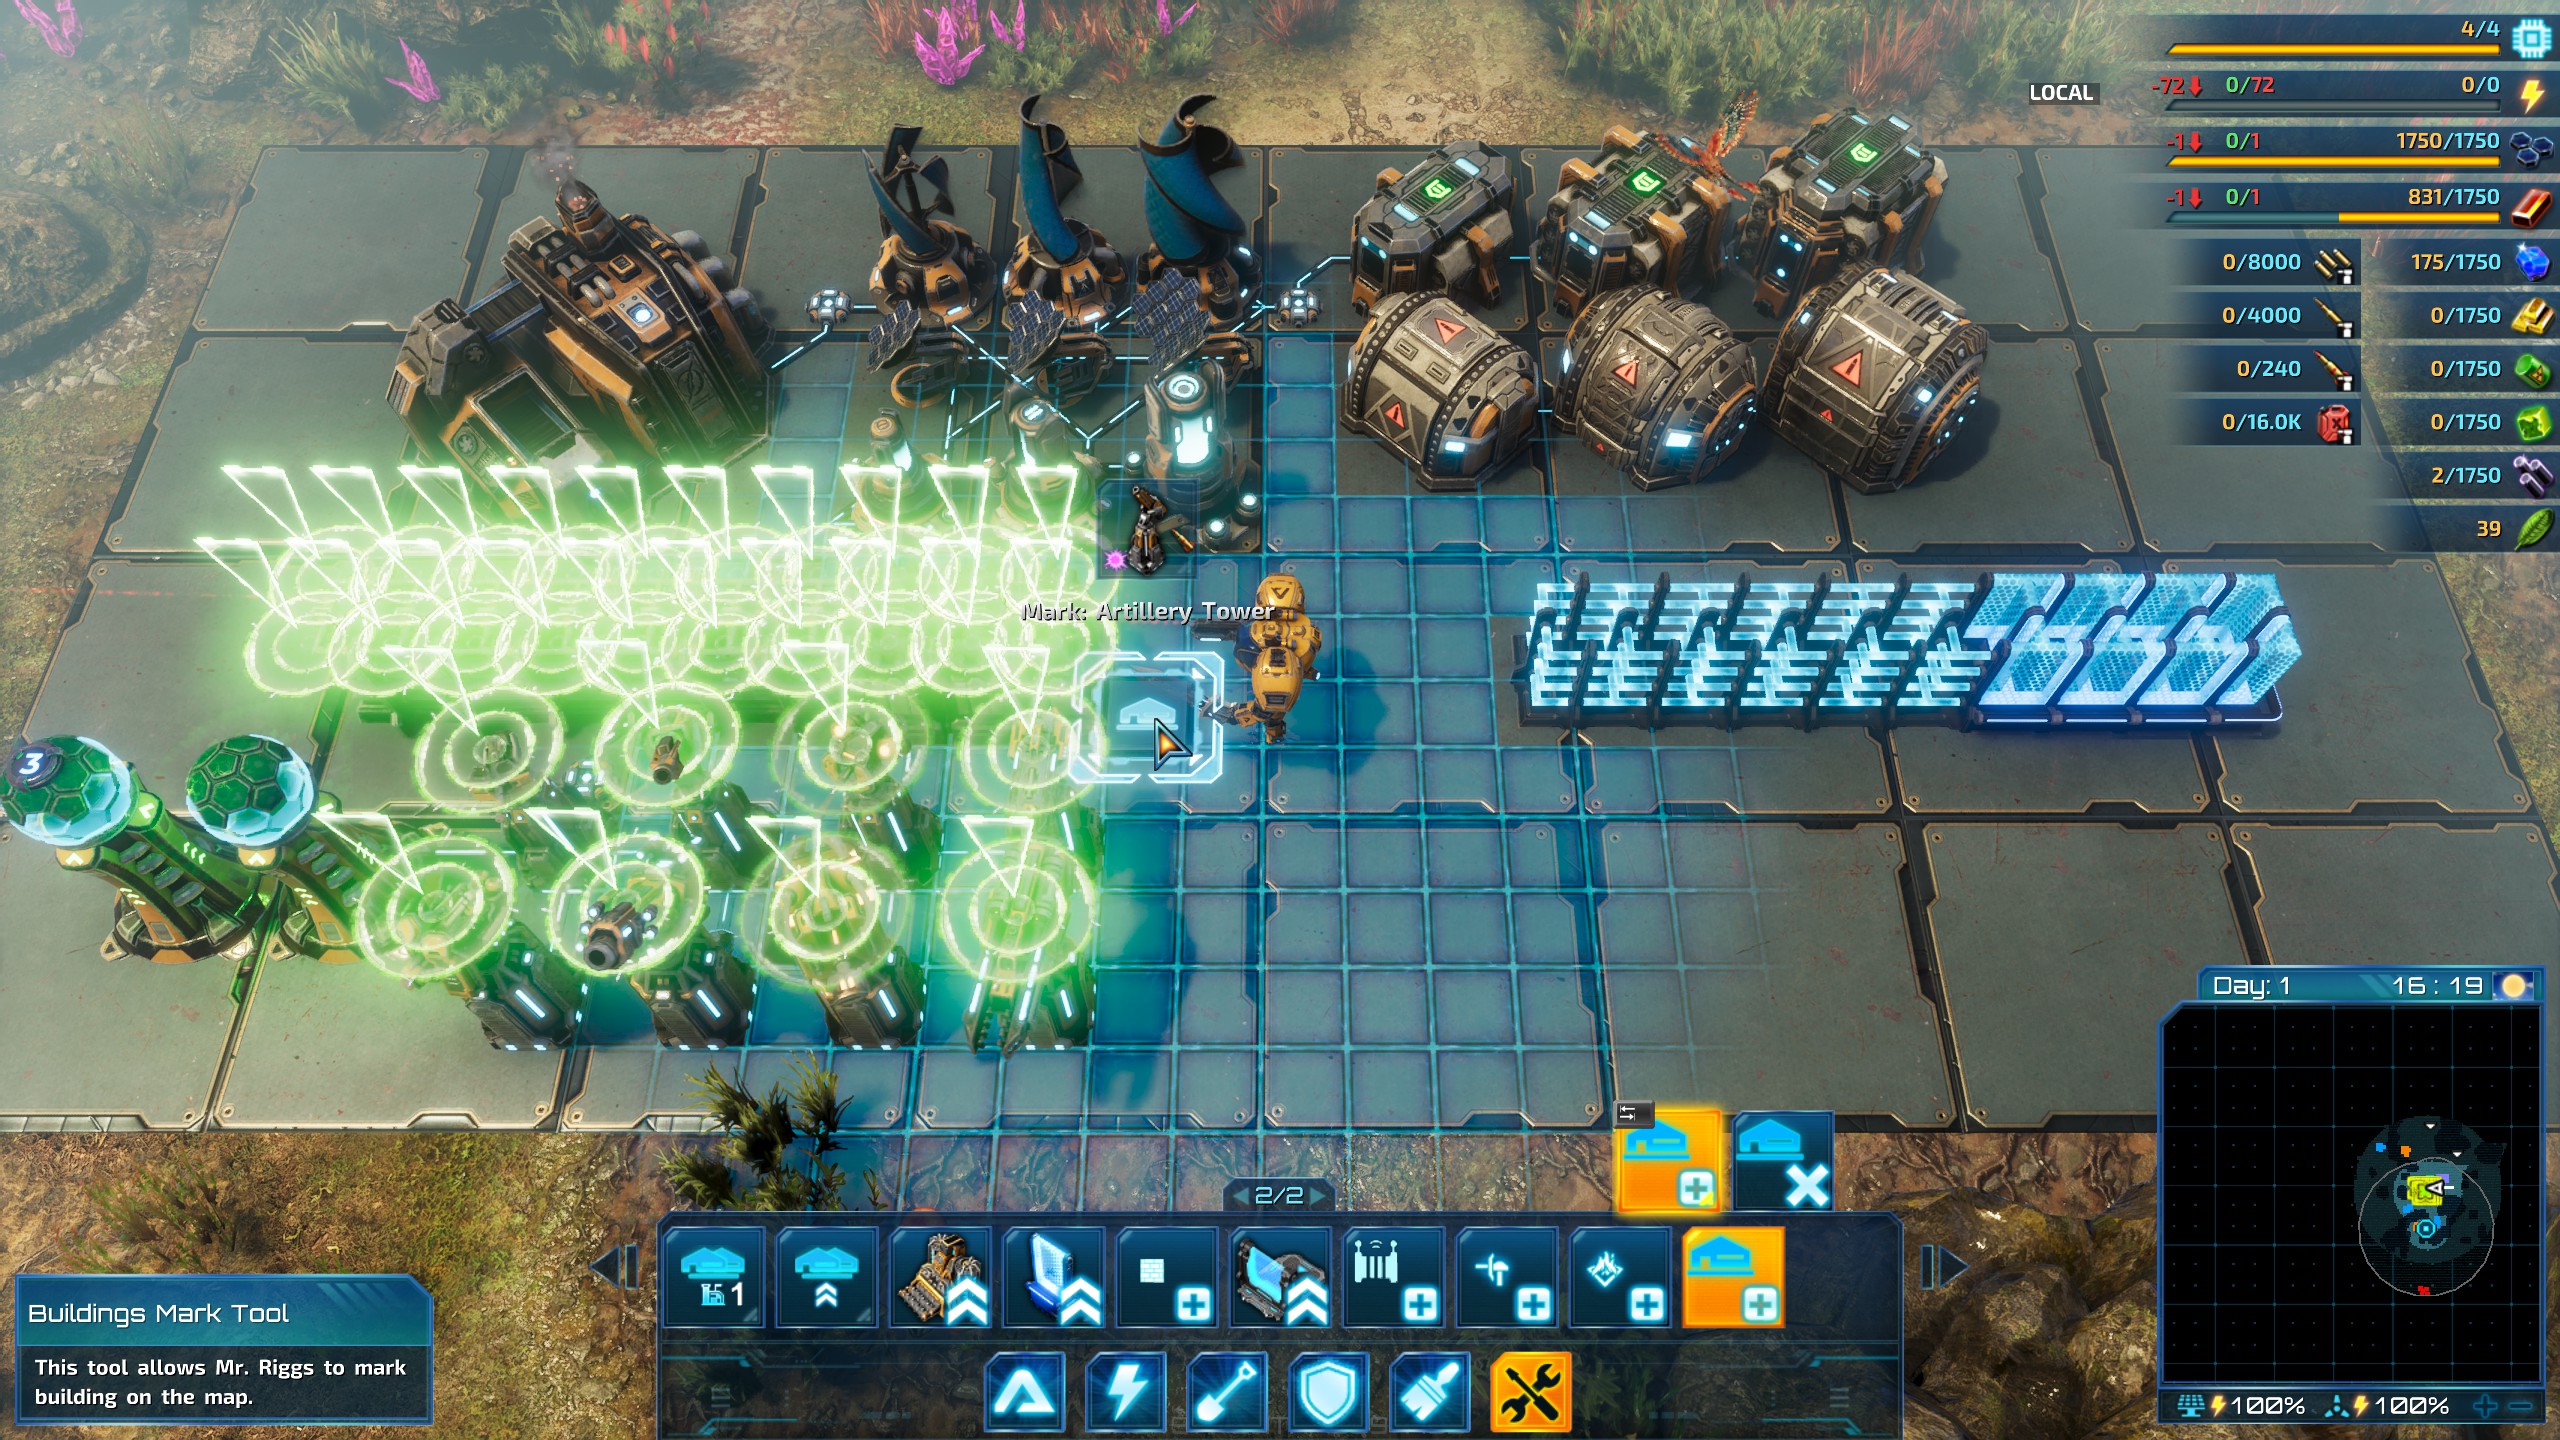 4/4
LOCAL
-72 0/72 0/0
-1 0/1 1750/1750
-1 0/1 831/1750
0/8000 175/1750
0/4000 0/1750
0/240 0/1750
0/16.0K 0/1750
2/1750
39
Mark: Artillery Tower
3
Day: 1 16 : 19
2/2
1
Buildings Mark Tool
This tool allows Mr. Riggs to mark
building on the map.
100% 100%